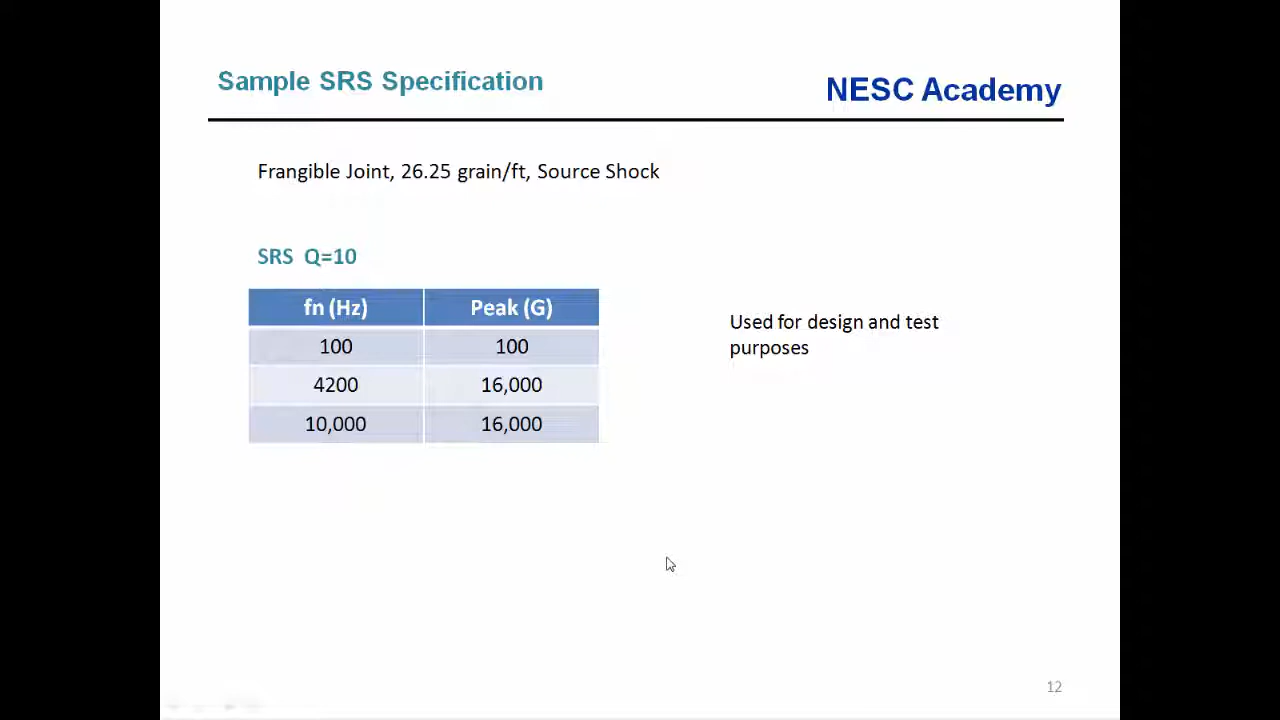 Sample SRS Specification
NESC Academy
Frangible Joint, 26.25 grain/ft, Source Shock
SRS Q=10
fn (Hz) Peak (G)
100 100
4200 16,000
10,000 16,000
Used for design and test
purposes
12